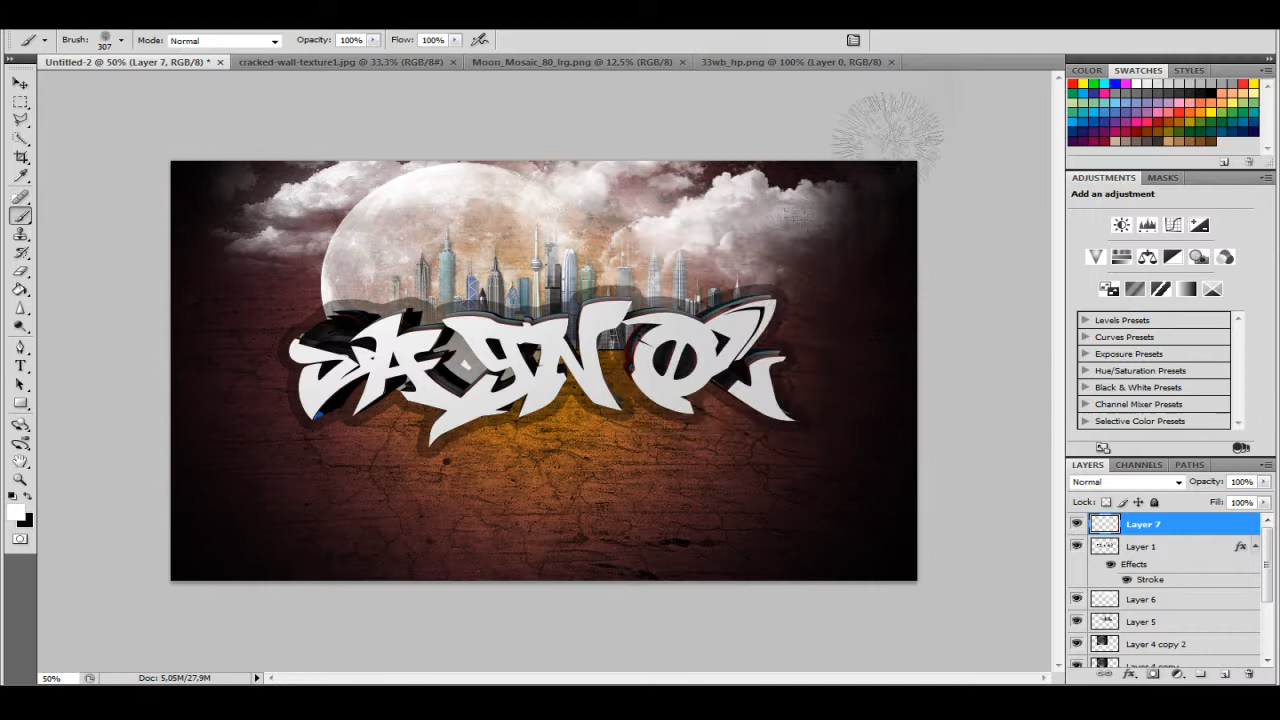 Brush: 307 Mode: Normal Opacity: 100% Flow: 100%
Untitled-2 @ 50% (Layer 7, RGB/8) * × cracked-wall-texture1.jpg @ 33,3% (RGB/8#) × Moon_Mosaic_80_lrg.png @ 12,5% (RGB/8) × 33wb_hp.png @ 100% (Layer 0, RGB/8) ×
COLOR SWATCHES STYLES
ADJUSTMENTS MASKS
Add an adjustment
Levels Presets
Curves Presets
Exposure Presets
Hue/Saturation Presets
Black & White Presets
Channel Mixer Presets
Selective Color Presets
LAYERS CHANNELS PATHS
Normal Opacity: 100%
Lock: Fill: 100%
Layer 7
Layer 1 fx
Effects
Stroke
Layer 6
Layer 5
Layer 4 copy 2
Layer 4 copy
50% Doc: 5,05M/27,9M